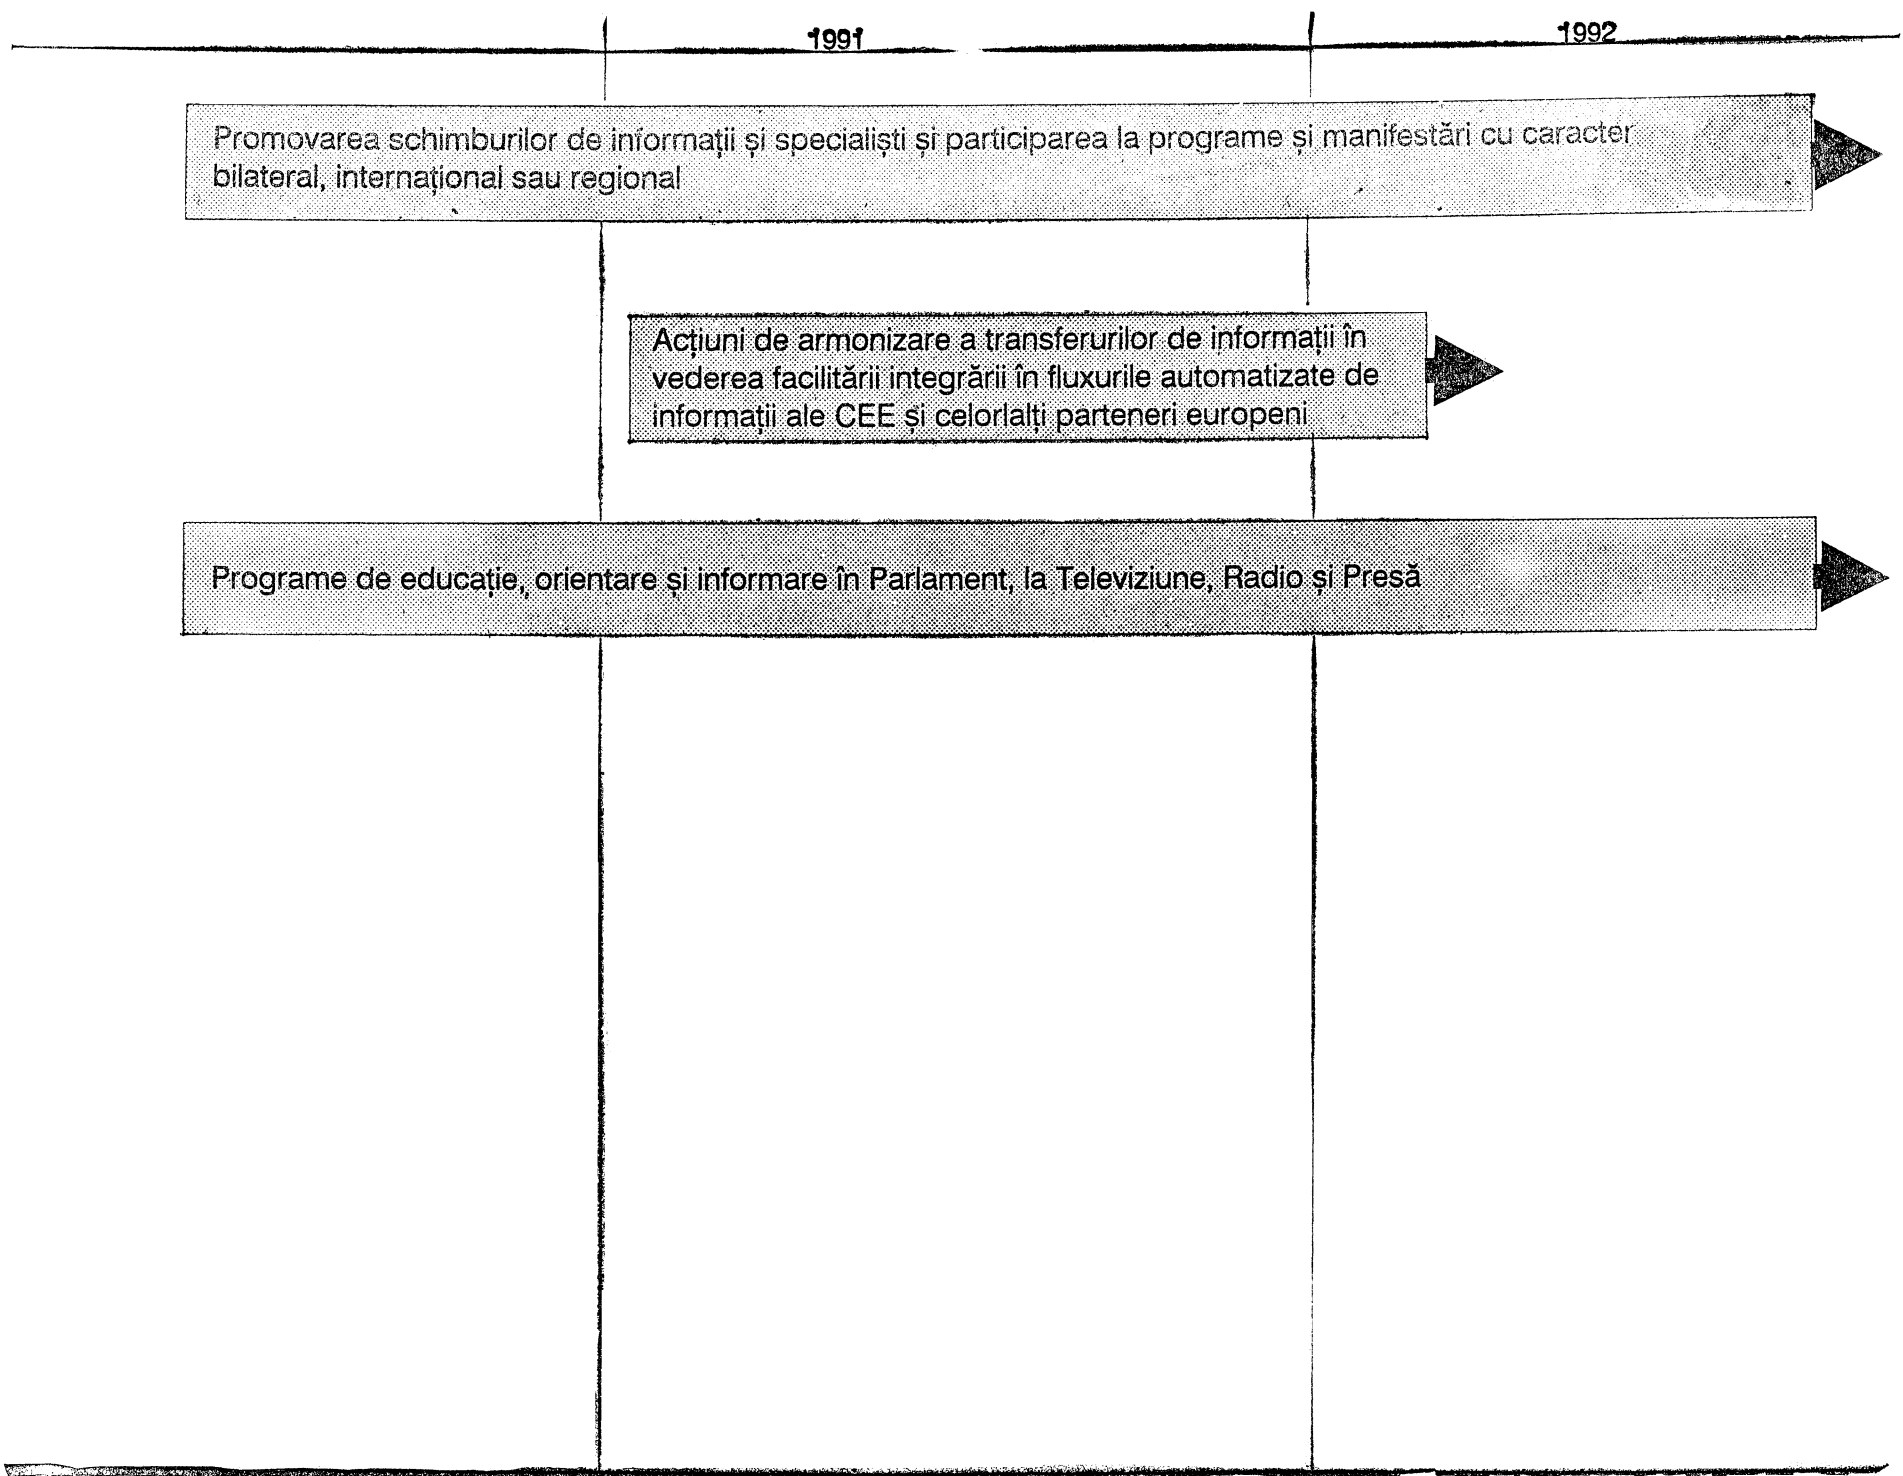 1991 1992
Promovarea schimburilor de informații și specialiști și participarea la programe și manifestări cu caracter
bilateral, internațional sau regional
Acțiuni de armonizare a transferurilor de informații în
vederea facilitării integrării în fluxurile automatizate de
informații ale CEE și celorlalți parteneri europeni
Programe de educație, orientare și informare în Parlament, la Televiziune, Radio și Presă